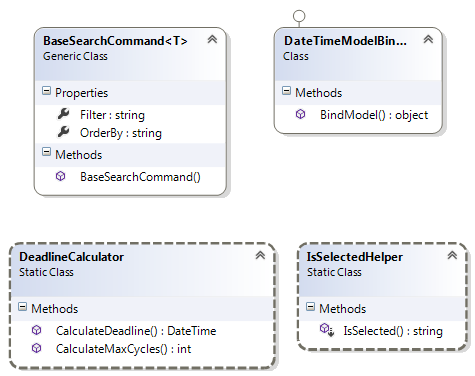 BaseSearchCommand<T>
Generic Class
Properties
Filter : string
OrderBy : string
Methods
BaseSearchCommand()
DateTimeModelBin...
Class
Methods
BindModel() : object
DeadlineCalculator
Static Class
Methods
CalculateDeadline() : DateTime
CalculateMaxCycles() : int
IsSelectedHelper
Static Class
Methods
IsSelected() : string